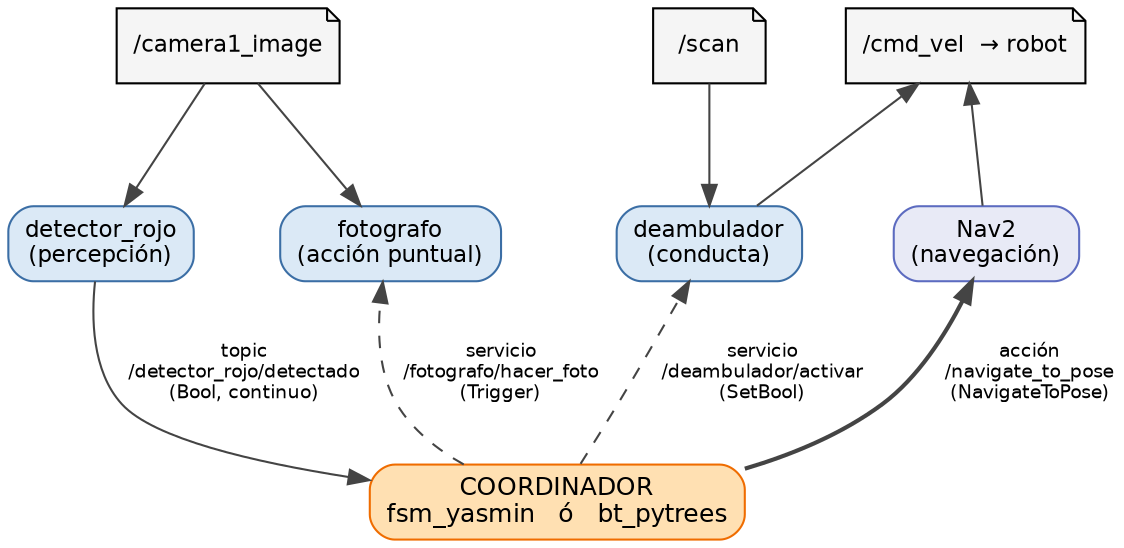 /camera1_image
/scan
/cmd_vel → robot
detector_rojo
(percepción)
fotografo
(acción puntual)
deambulador
(conducta)
Nav2
(navegación)
topic
/detector_rojo/detectado
(Bool, continuo)
servicio
/fotografo/hacer_foto
(Trigger)
servicio
/deambulador/activar
(SetBool)
acción
/navigate_to_pose
(NavigateToPose)
COORDINADOR
fsm_yasmin ó bt_pytrees